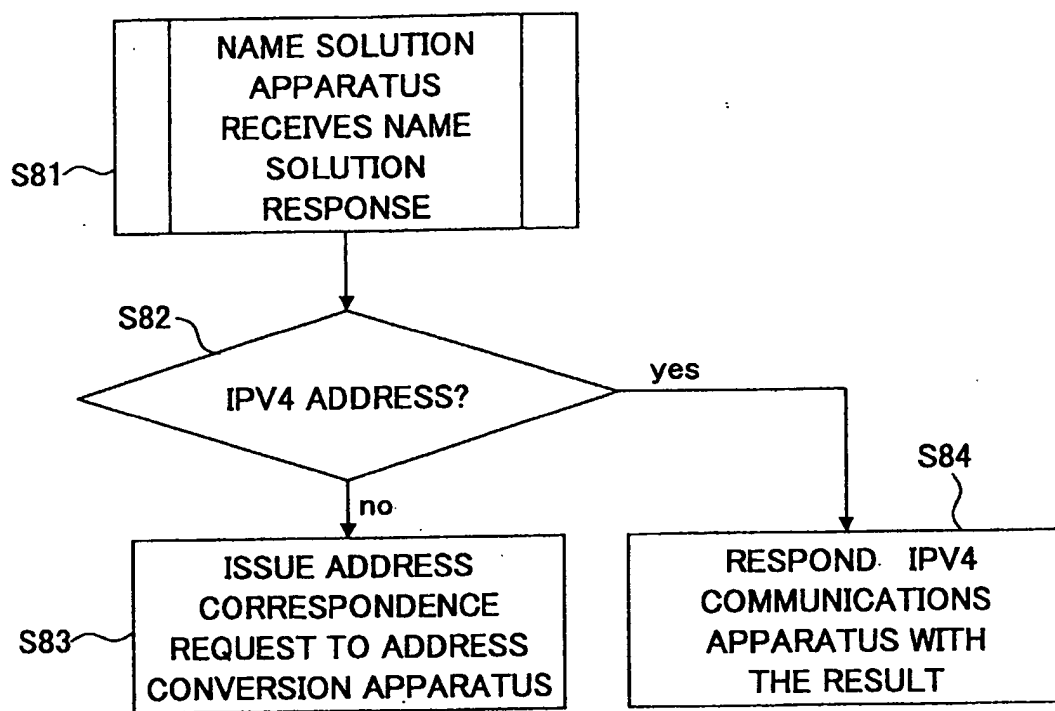 NAME SOLUTION
APPARATUS
RECEIVES NAME
SOLUTION
RESPONSE
S81
S82
IPV4 ADDRESS?
yes
no
S84
ISSUE ADDRESS
CORRESPONDENCE
REQUEST TO ADDRESS
CONVERSION APPARATUS
S83
RESPOND IPV4
COMMUNICATIONS
APPARATUS WITH
THE RESULT